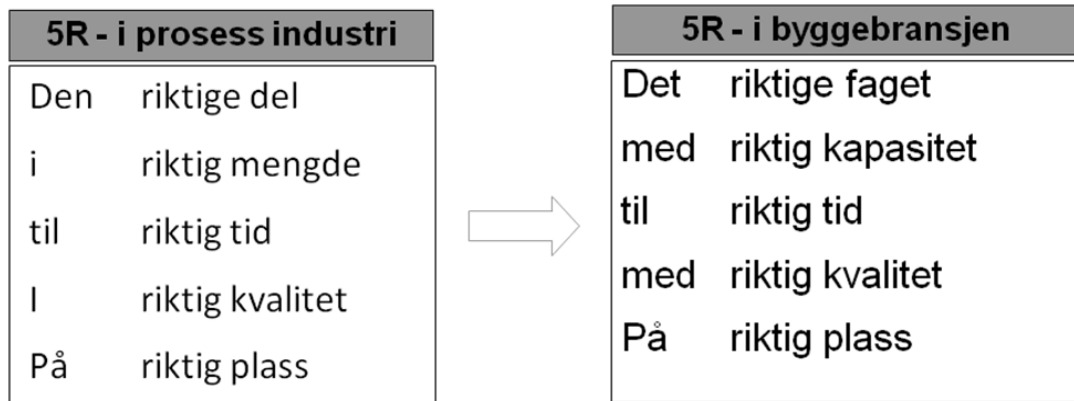 5R - i prosess industri
Den riktige del
i riktig mengde
til riktig tid
I riktig kvalitet
På riktig plass
5R - i byggebransjen
Det riktige faget
med riktig kapasitet
til riktig tid
med riktig kvalitet
På riktig plass